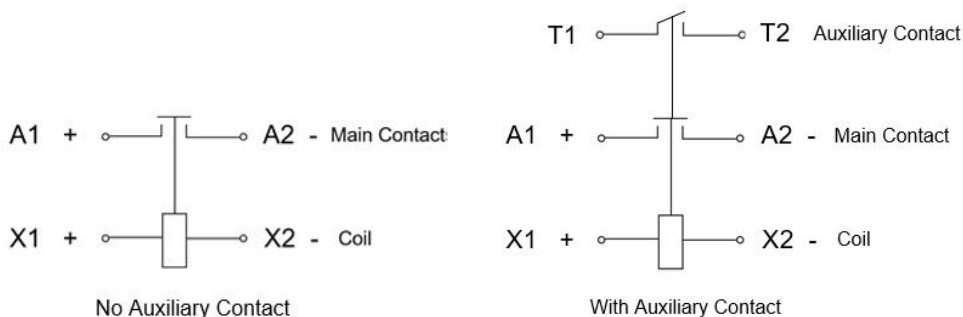 T1 T2 Auxiliary Contact
A1 + A2 - Main Contacts
A1 + A2 - Main Contact
X1 + X2 - Coil
X1 + X2 - Coil
No Auxiliary Contact
With Auxiliary Contact